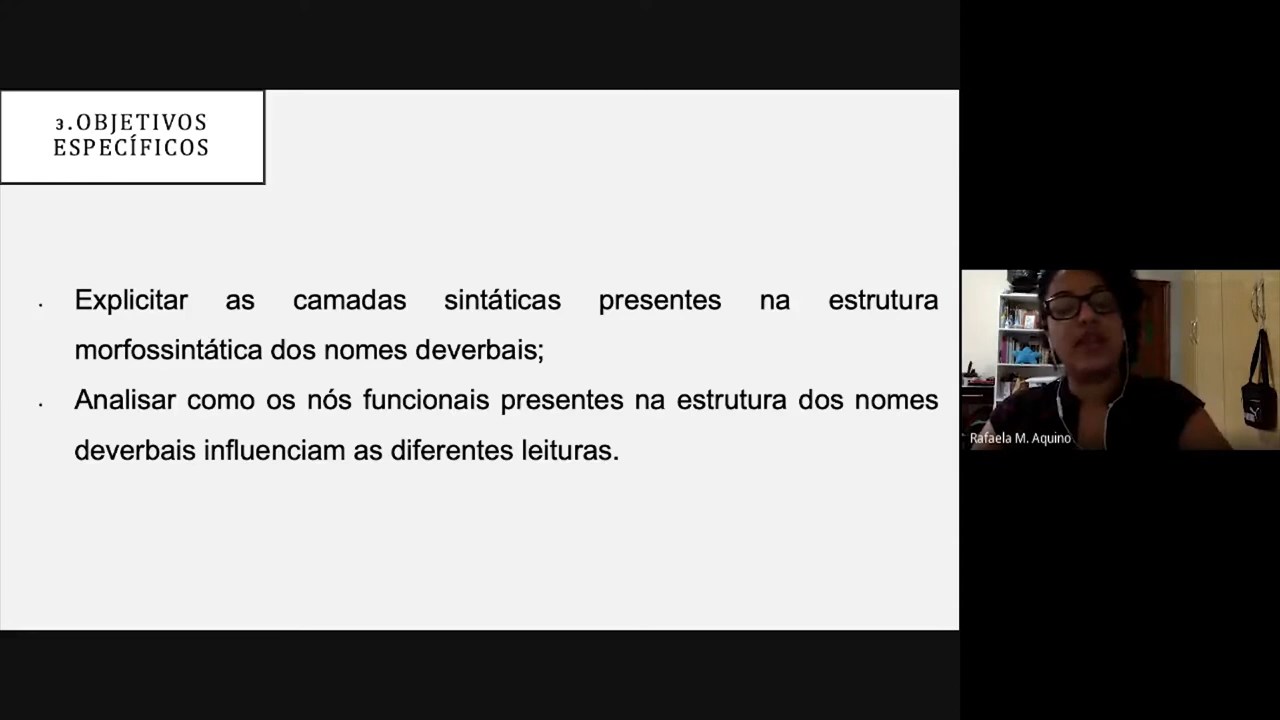 3.OBJETIVOS
ESPECÍFICOS
Explicitar as camadas sintáticas presentes na estrutura
morfossintática dos nomes deverbais;
Analisar como os nós funcionais presentes na estrutura dos nomes
deverbais influenciam as diferentes leituras.
Rafaela M. Aquino